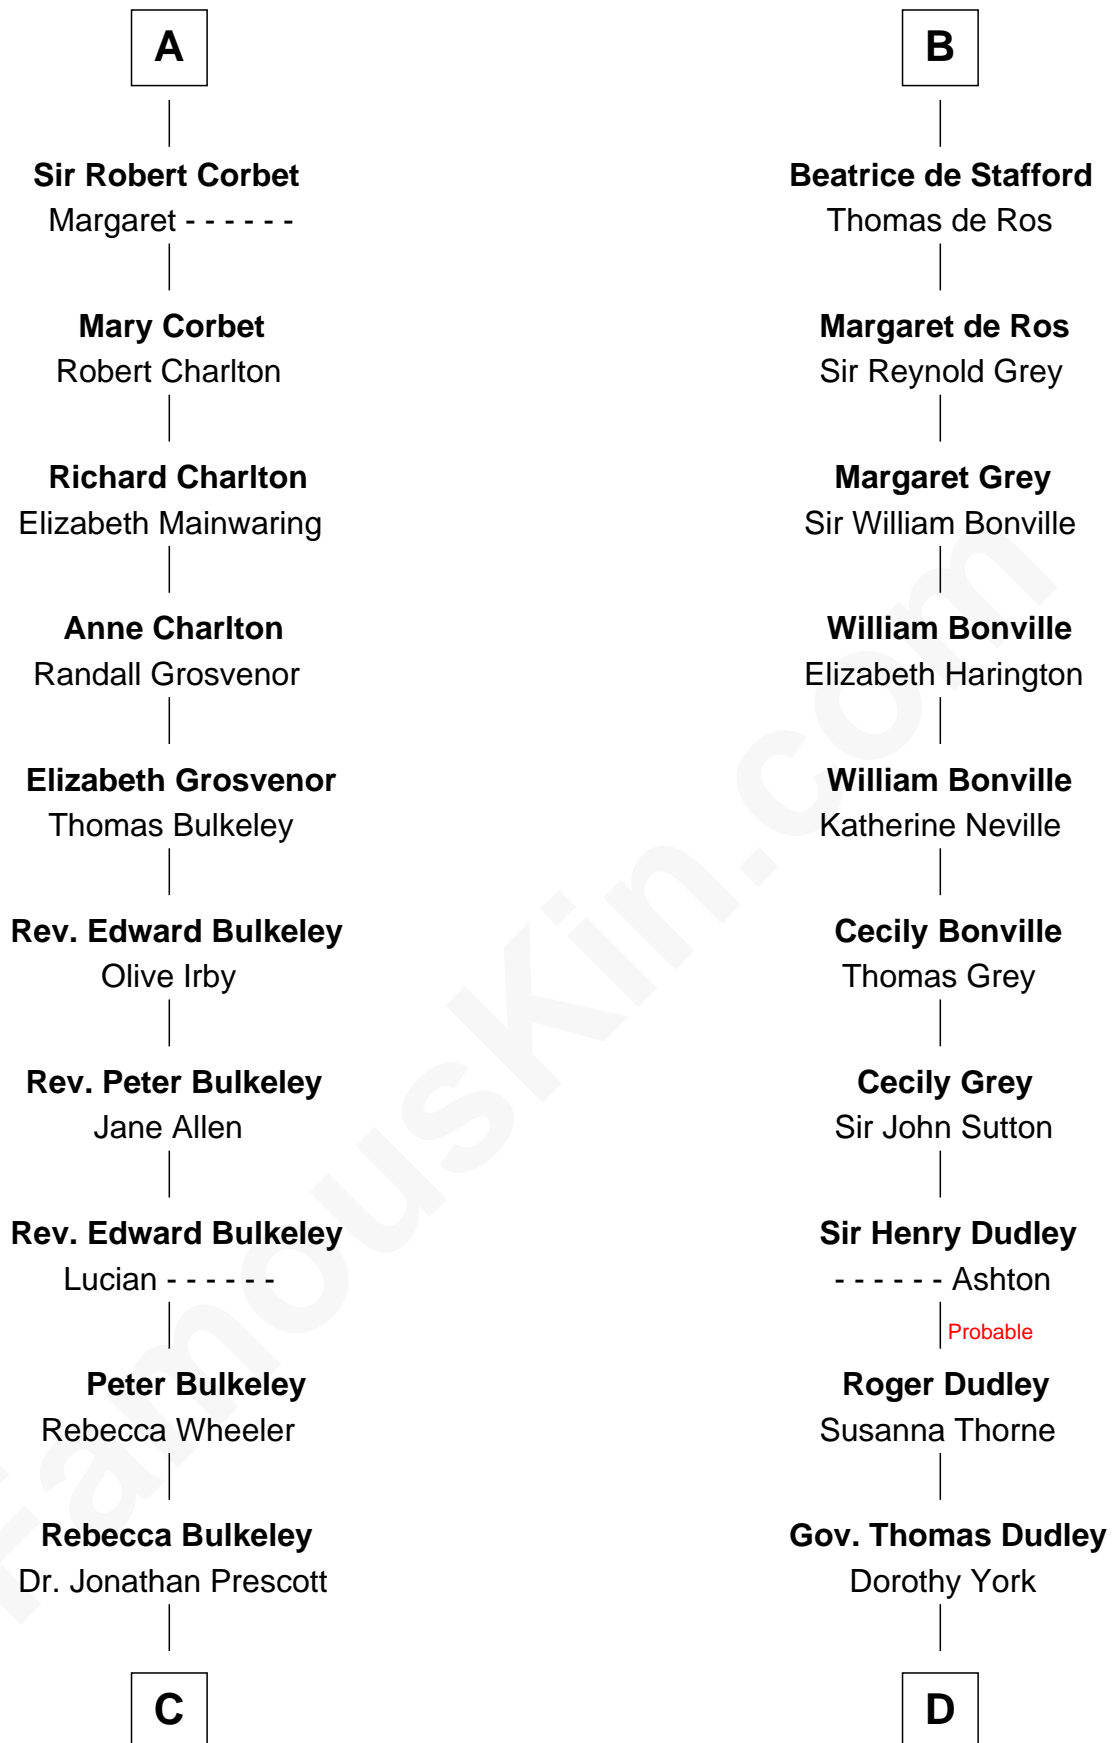 A
Sir Robert Corbet
Margaret - - - - - -
Mary Corbet
Robert Charlton
Richard Charlton
Elizabeth Mainwaring
Anne Charlton
Randall Grosvenor
Elizabeth Grosvenor
Thomas Bulkeley
Rev. Edward Bulkeley
Olive Irby
Rev. Peter Bulkeley
Jane Allen
Rev. Edward Bulkeley
Lucian - - - - - -
Peter Bulkeley
Rebecca Wheeler
Rebecca Bulkeley
Dr. Jonathan Prescott
C
B
Beatrice de Stafford
Thomas de Ros
Margaret de Ros
Sir Reynold Grey
Margaret Grey
Sir William Bonville
William Bonville
Elizabeth Harington
William Bonville
Katherine Neville
Cecily Bonville
Thomas Grey
Cecily Grey
Sir John Sutton
Sir Henry Dudley
- - - - - - Ashton
Probable
Roger Dudley
Susanna Thorne
Gov. Thomas Dudley
Dorothy York
D
FamousKin.com